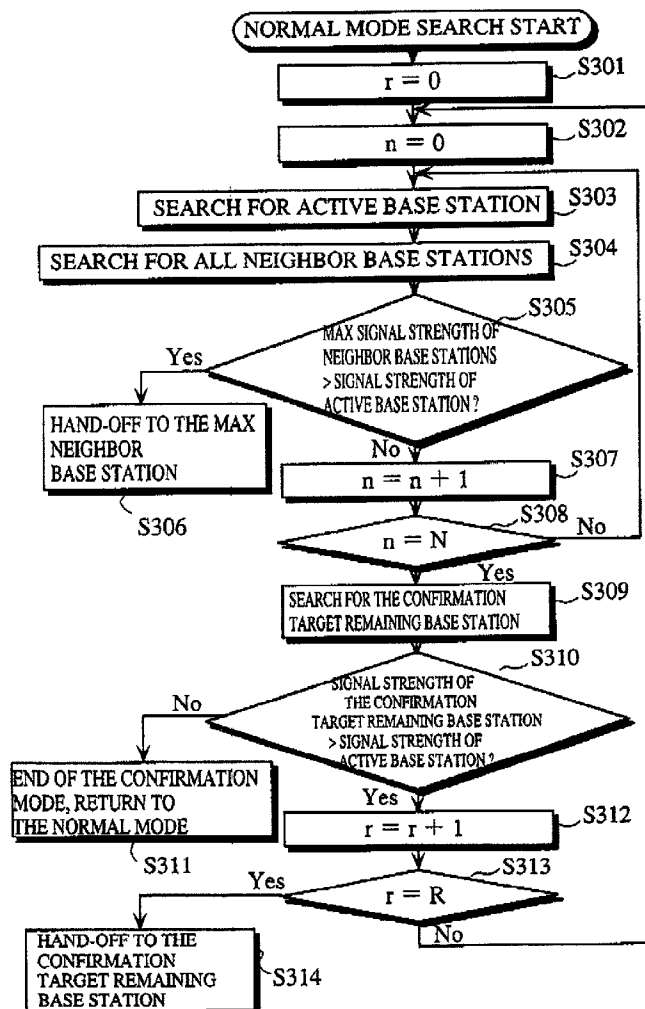 NORMAL MODE SEARCH START
r = 0
S301
n = 0
S302
SEARCH FOR ACTIVE BASE STATION
S303
SEARCH FOR ALL NEIGHBOR BASE STATIONS
S304
S305
MAX SIGNAL STRENGTH OF
NEIGHBOR BASE STATIONS
> SIGNAL STRENGTH OF
ACTIVE BASE STATION ?
Yes
HAND-OFF TO THE MAX
NEIGHBOR
BASE STATION
S306
No
n = n + 1
S307
S308
n = N
No
Yes
SEARCH FOR THE CONFIRMATION
TARGET REMAINING BASE STATION
S309
S310
SIGNAL STRENGTH OF
THE CONFIRMATION
TARGET REMAINING BASE STATION
> SIGNAL STRENGTH OF
ACTIVE BASE STATION ?
No
END OF THE CONFIRMATION
MODE, RETURN TO
THE NORMAL MODE
S311
Yes
r = r + 1
S312
S313
r = R
Yes
No
HAND-OFF TO THE
CONFIRMATION
TARGET REMAINING
BASE STATION
S314